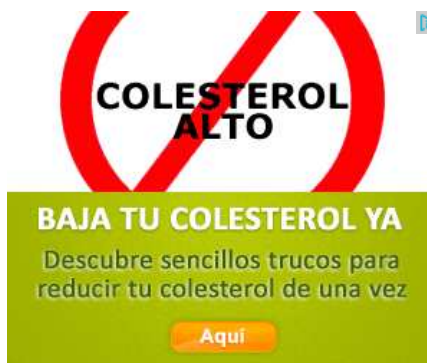 COLESTEROL
ALTO
BAJA TU COLESTEROL YA
Descubre sencillos trucos para
reducir tu colesterol de una vez
Aquí